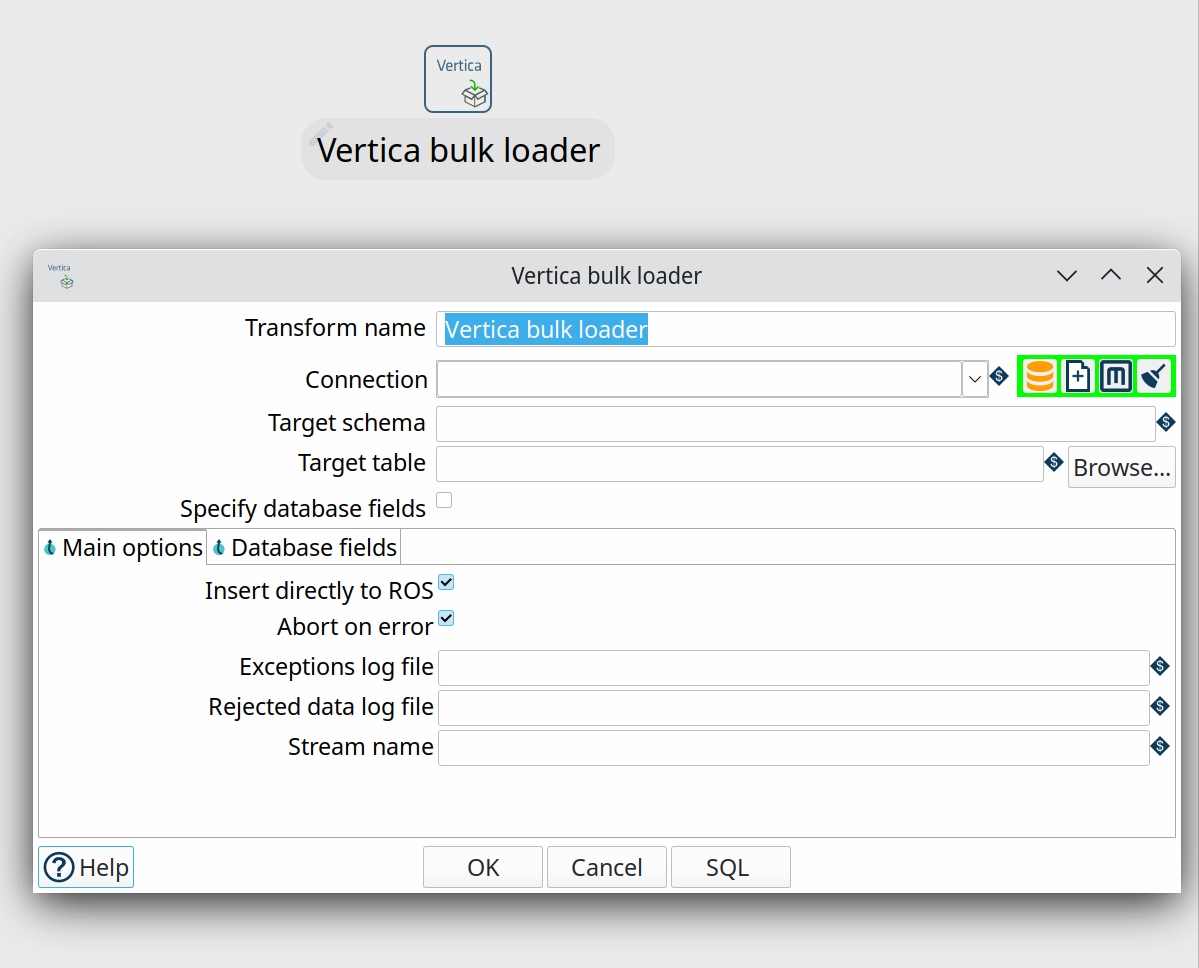 Vertica
Vertica bulk loader
Vertica
Vertica bulk loader
Transform name Vertica bulk loader
Connection
Target schema
Target table Browse...
Specify database fields
Main options Database fields
Insert directly to ROS
Abort on error
Exceptions log file
Rejected data log file
Stream name
Help OK Cancel SQL